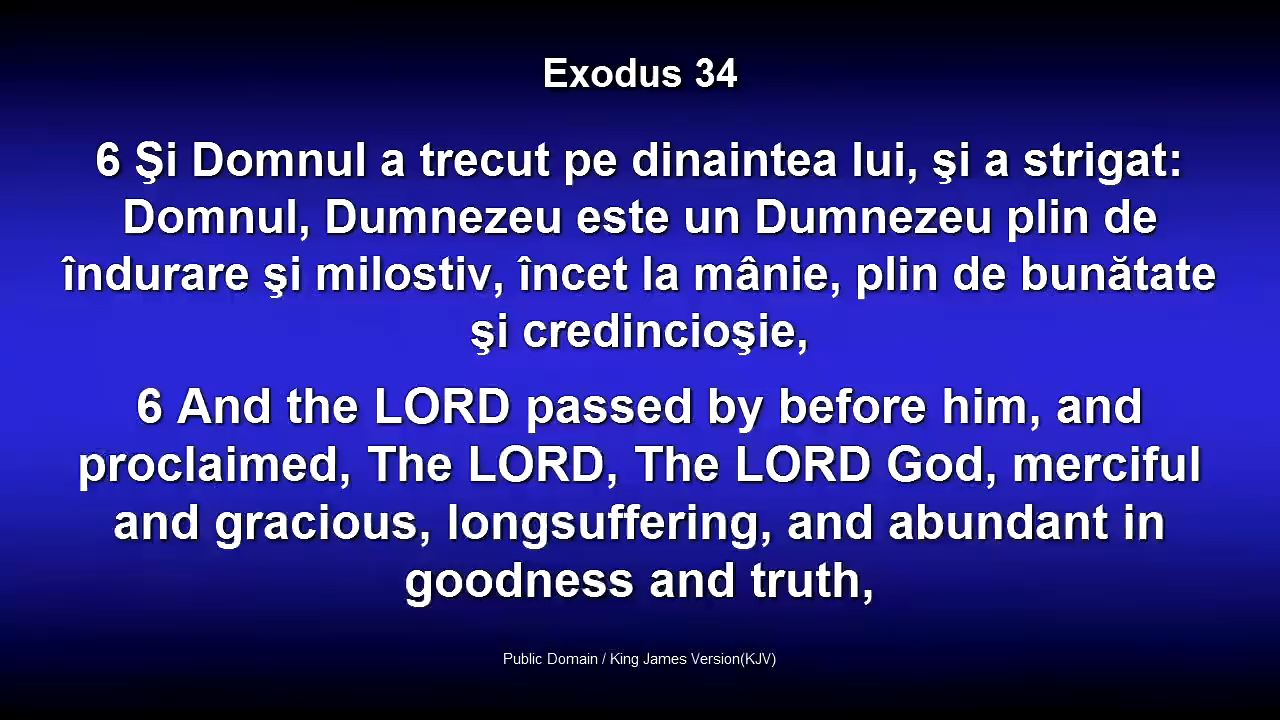 Exodus 34
6 Şi Domnul a trecut pe dinaintea lui, şi a strigat:
Domnul, Dumnezeu este un Dumnezeu plin de
îndurare şi milostiv, încet la mânie, plin de bunătate
şi credincioşie,
6 And the LORD passed by before him, and
proclaimed, The LORD, The LORD God, merciful
and gracious, longsuffering, and abundant in
goodness and truth,
Public Domain / King James Version(KJV)